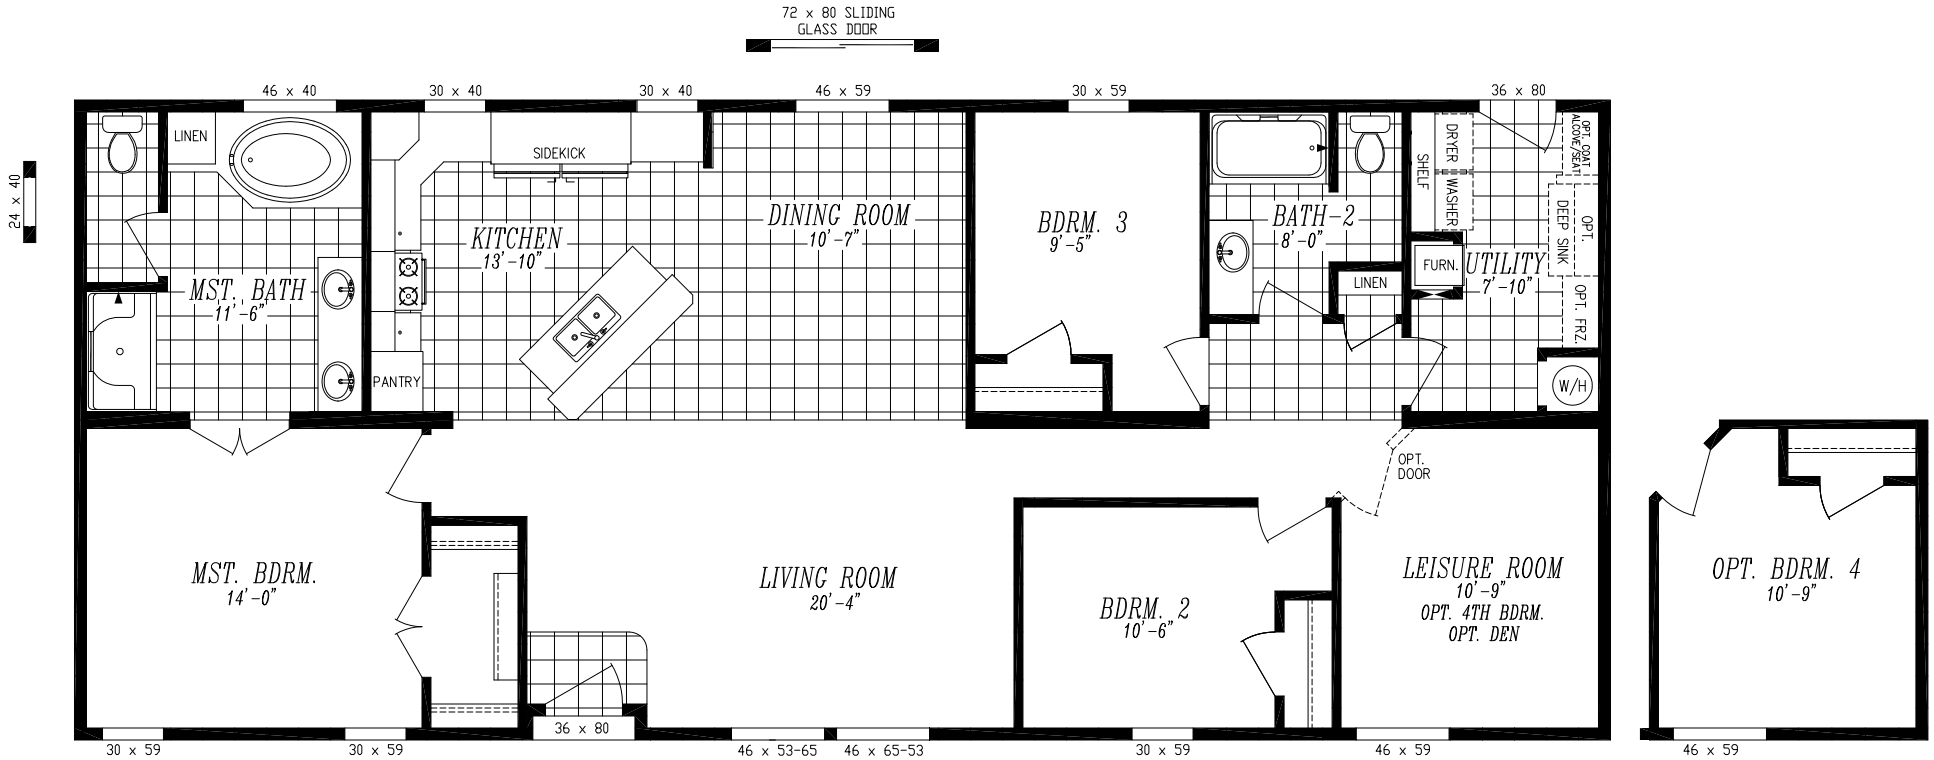 72 x 80 SLIDING
GLASS DOOR
46 x 40
30 x 40
30 x 40
46 x 59
30 x 59
36 x 80
24 x 40
LINEN
SIDEKICK
DRYER
WASHER
SHELF
OPT. COAT
ALCOVE/SEAT
OPT.
DEEP SINK
OPT. FRZ.
KITCHEN
13'-10"
DINING ROOM
10'-7"
BDRM. 3
9'-5"
BATH-2
8'-0"
LINEN
FURN.
UTILITY
7'-10"
MST. BATH
11'-6"
PANTRY
W/H
OPT.
DOOR
MST. BDRM.
14'-0"
LIVING ROOM
20'-4"
BDRM. 2
10'-6"
LEISURE ROOM
10'-9"
OPT. 4TH BDRM.
OPT. DEN
OPT. BDRM. 4
10'-9"
36 x 80
30 x 59
30 x 59
46 x 53-65
46 x 65-53
30 x 59
46 x 59
46 x 59